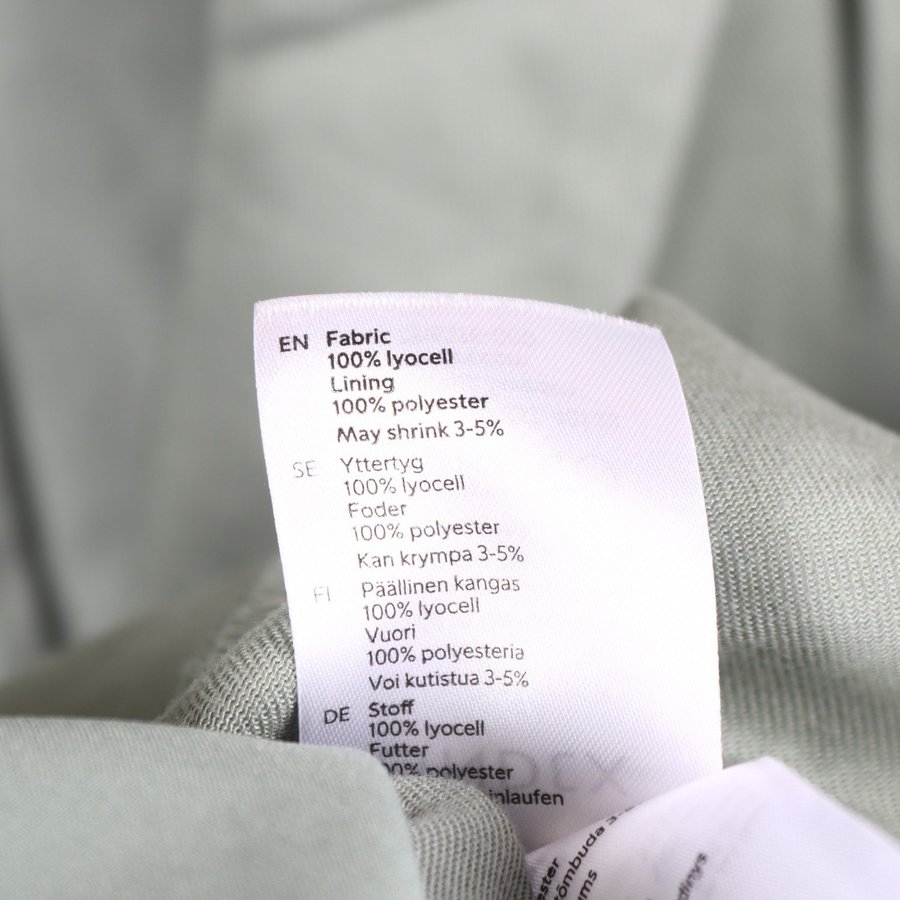 EN Fabric
100% lyocell
Lining
100% polyester
May shrink 3-5%
SE Yttertyg
100% lyocell
Foder
100% polyester
Kan krympa 3-5%
FI Päällinen kangas
100% lyocell
Vuori
100% polyesteria
Voi kutistua 3-5%
DE Stoff
100% lyocell
Futter
100% polyester
inlaufen